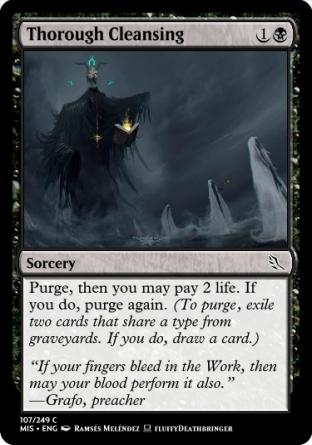 Thorough Cleansing 1
Sorcery
Purge, then you may pay 2 life. If
you do, purge again. (To purge, exile
two cards that share a type from
graveyards. If you do, draw a card.)
“If your fingers bleed in the Work, then
may your blood perform it also.”
—Grafo, preacher
107/249 C
MIS • ENG Ramsés Meléndez fluffyDeathbringer